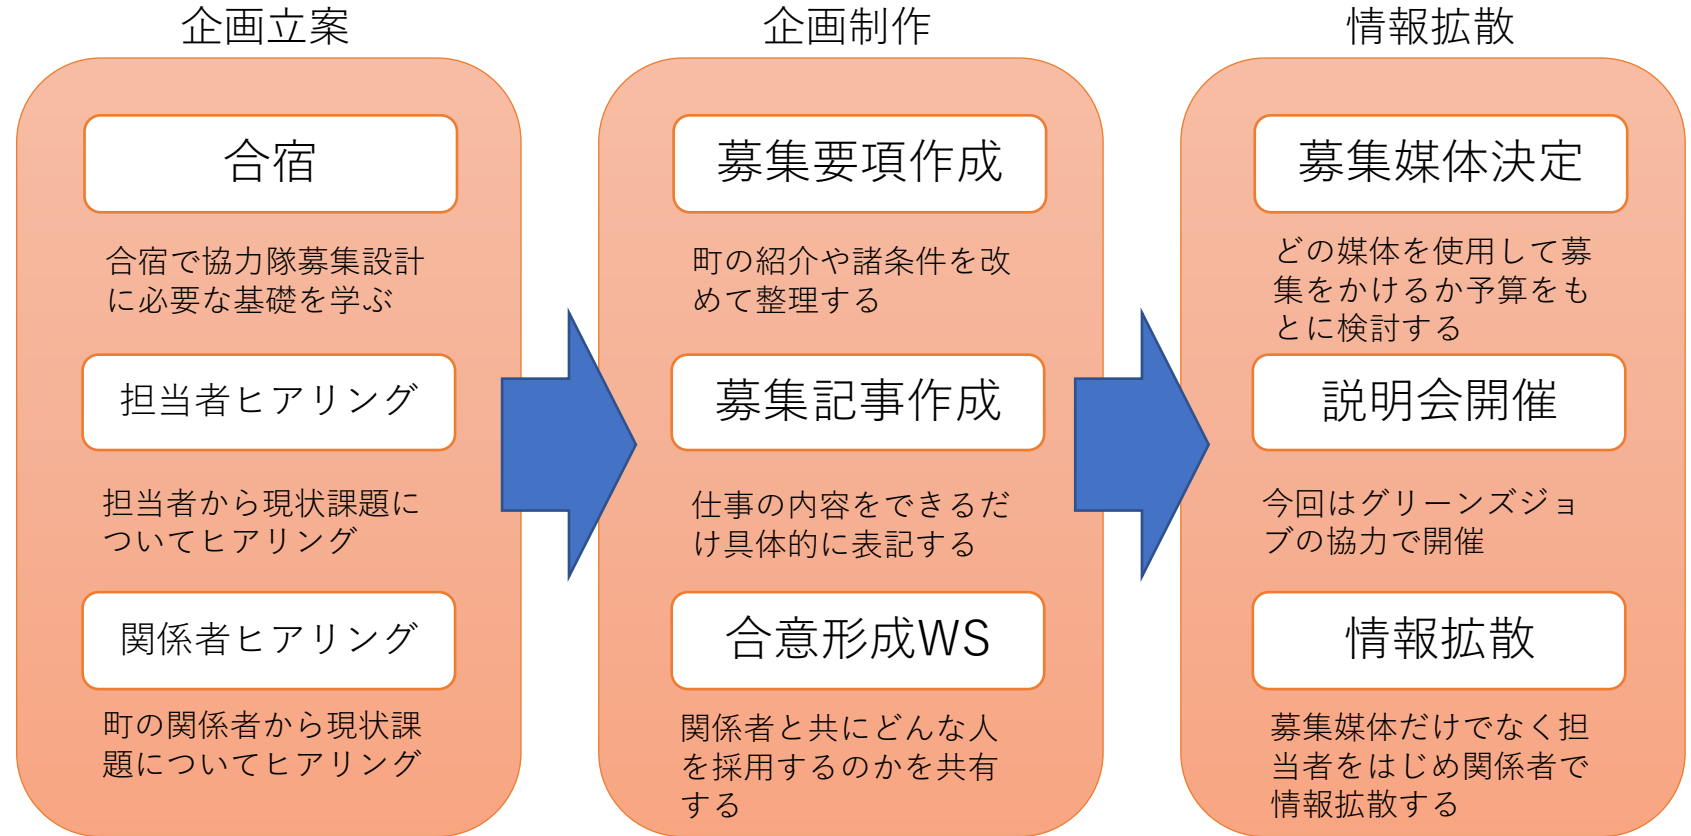 企画立案
合宿
合宿で協力隊募集設計
に必要な基礎を学ぶ
担当者ヒアリング
担当者から現状課題に
ついてヒアリング
関係者ヒアリング
町の関係者から現状課
題についてヒアリング
企画制作
募集要項作成
町の紹介や諸条件を改
めて整理する
募集記事作成
仕事の内容をできるだ
け具体的に表記する
合意形成WS
関係者と共にどんな人
を採用するのかを共有
する
情報拡散
募集媒体決定
どの媒体を使用して募
集をかけるか予算をも
とに検討する
説明会開催
今回はグリーンズジョ
ブの協力で開催
情報拡散
募集媒体だけでなく担
当者をはじめ関係者で
情報拡散する